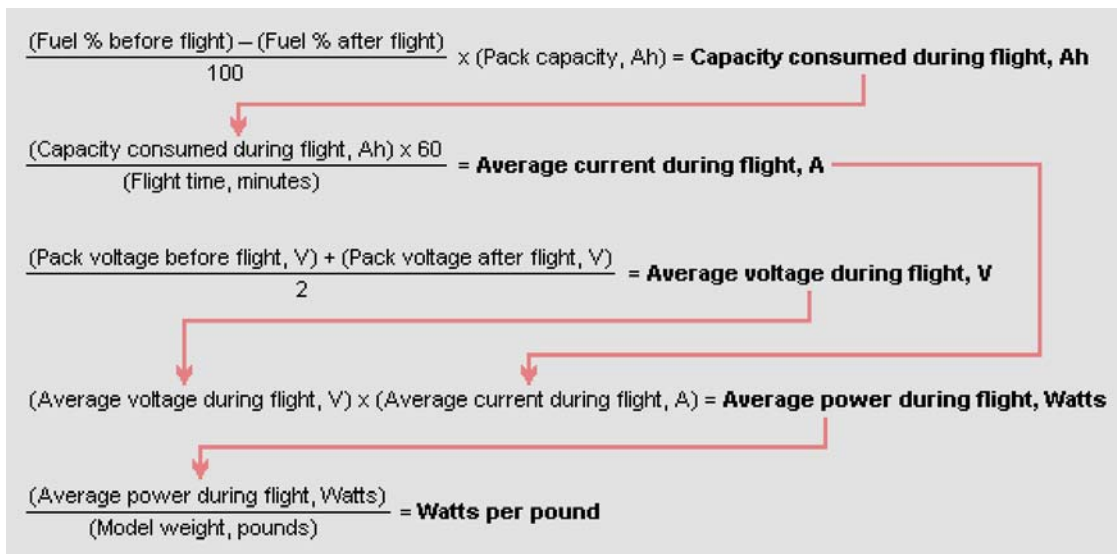 (Fuel % before flight) – (Fuel % after flight)
100
x (Pack capacity, Ah) = Capacity consumed during flight, Ah
(Capacity consumed during flight, Ah) x 60
(Flight time, minutes)
= Average current during flight, A
(Pack voltage before flight, V) + (Pack voltage after flight, V)
2
= Average voltage during flight, V
(Average voltage during flight, V) x (Average current during flight, A) = Average power during flight, Watts
(Average power during flight, Watts)
(Model weight, pounds)
= Watts per pound